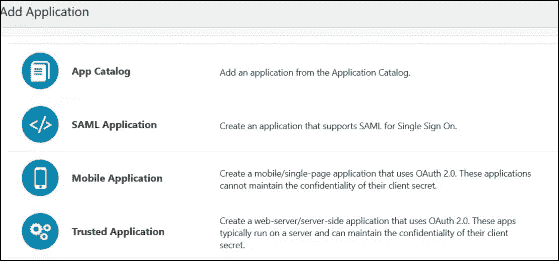 Add Application
App Catalog
Add an application from the Application Catalog.
SAML Application
Create an application that supports SAML for Single Sign On.
Mobile Application
Create a mobile/single-page application that uses OAuth 2.0. These applications
cannot maintain the confidentiality of their client secret.
Trusted Application
Create a web-server/server-side application that uses OAuth 2.0. These apps
typically run on a server and can maintain the confidentiality of their client
secret.